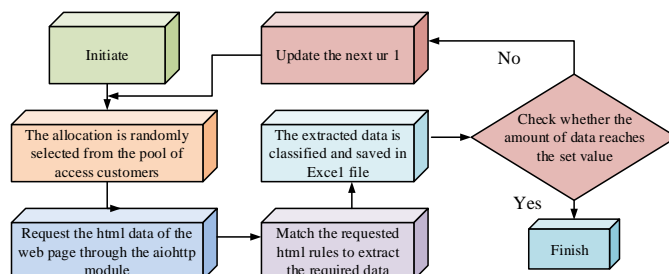 Initiate
Update the next ur 1
No
The allocation is randomly
selected from the pool of
access customers
The extracted data is
classified and saved in
Excel file
Check whether the
amount of data reaches
the set value
Request the html data of the
web page through the aiohttp
module
Match the requested
html rules to extract
the required data
Yes
Finish